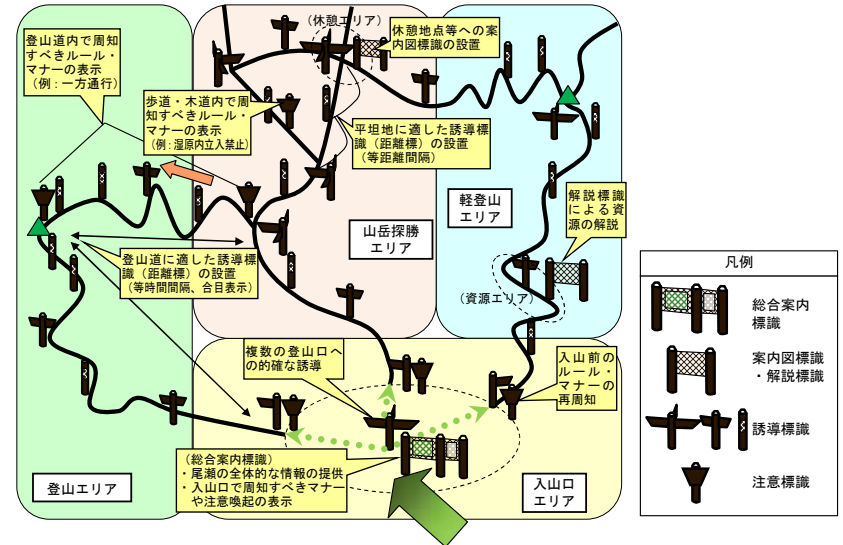 登山道内で周知
すべきルール・
マナーの表示
(例：一方通行)
(休憩エリア)
休憩地点等への案
内図標識の設置
歩道・木道内で周
知すべきルール・
マナーの表示
(例：湿原内立入禁止)
平坦地に適した誘導標
識（距離標）の設置
（等距離間隔）
解説標識
による資
源の解説
軽登山
エリア
山岳探勝
エリア
登山道に適した誘導標
識（距離標）の設置
（等時間間隔、合目表示）
(資源エリア)
複数の登山口へ
の的確な誘導
入山前の
ルール・
マナーの
再周知
（総合案内標識）
・尾瀬の全体的な情報の提供
・入山口で周知すべきマナー
や注意喚起の表示
登山エリア
入山口
エリア
凡例
総合案内
標識
案内図標識
・解説標識
誘導標識
注意標識